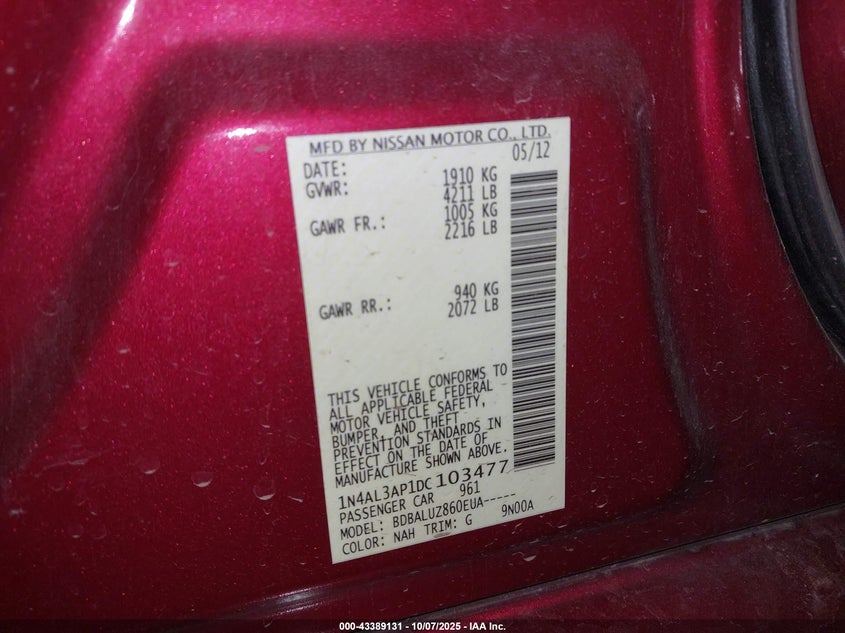 MFD BY NISSAN MOTOR CO., LTD.
DATE: 05/12
GVWR: 1910 KG
4211 LB
GAWR FR.: 1005 KG
2216 LB
GAWR RR.: 940 KG
2072 LB
THIS VEHICLE CONFORMS TO
ALL APPLICABLE FEDERAL
MOTOR VEHICLE SAFETY,
BUMPER, AND THEFT
PREVENTION STANDARDS IN
EFFECT ON THE DATE OF
MANUFACTURE SHOWN ABOVE.
1N4AL3AP1DC103477
PASSENGER CAR 961
MODEL: BDBALUZ860EUA-----
COLOR: NAH TRIM: G 9N00A
000-43389131 - 10/07/2025 - IAA Inc.